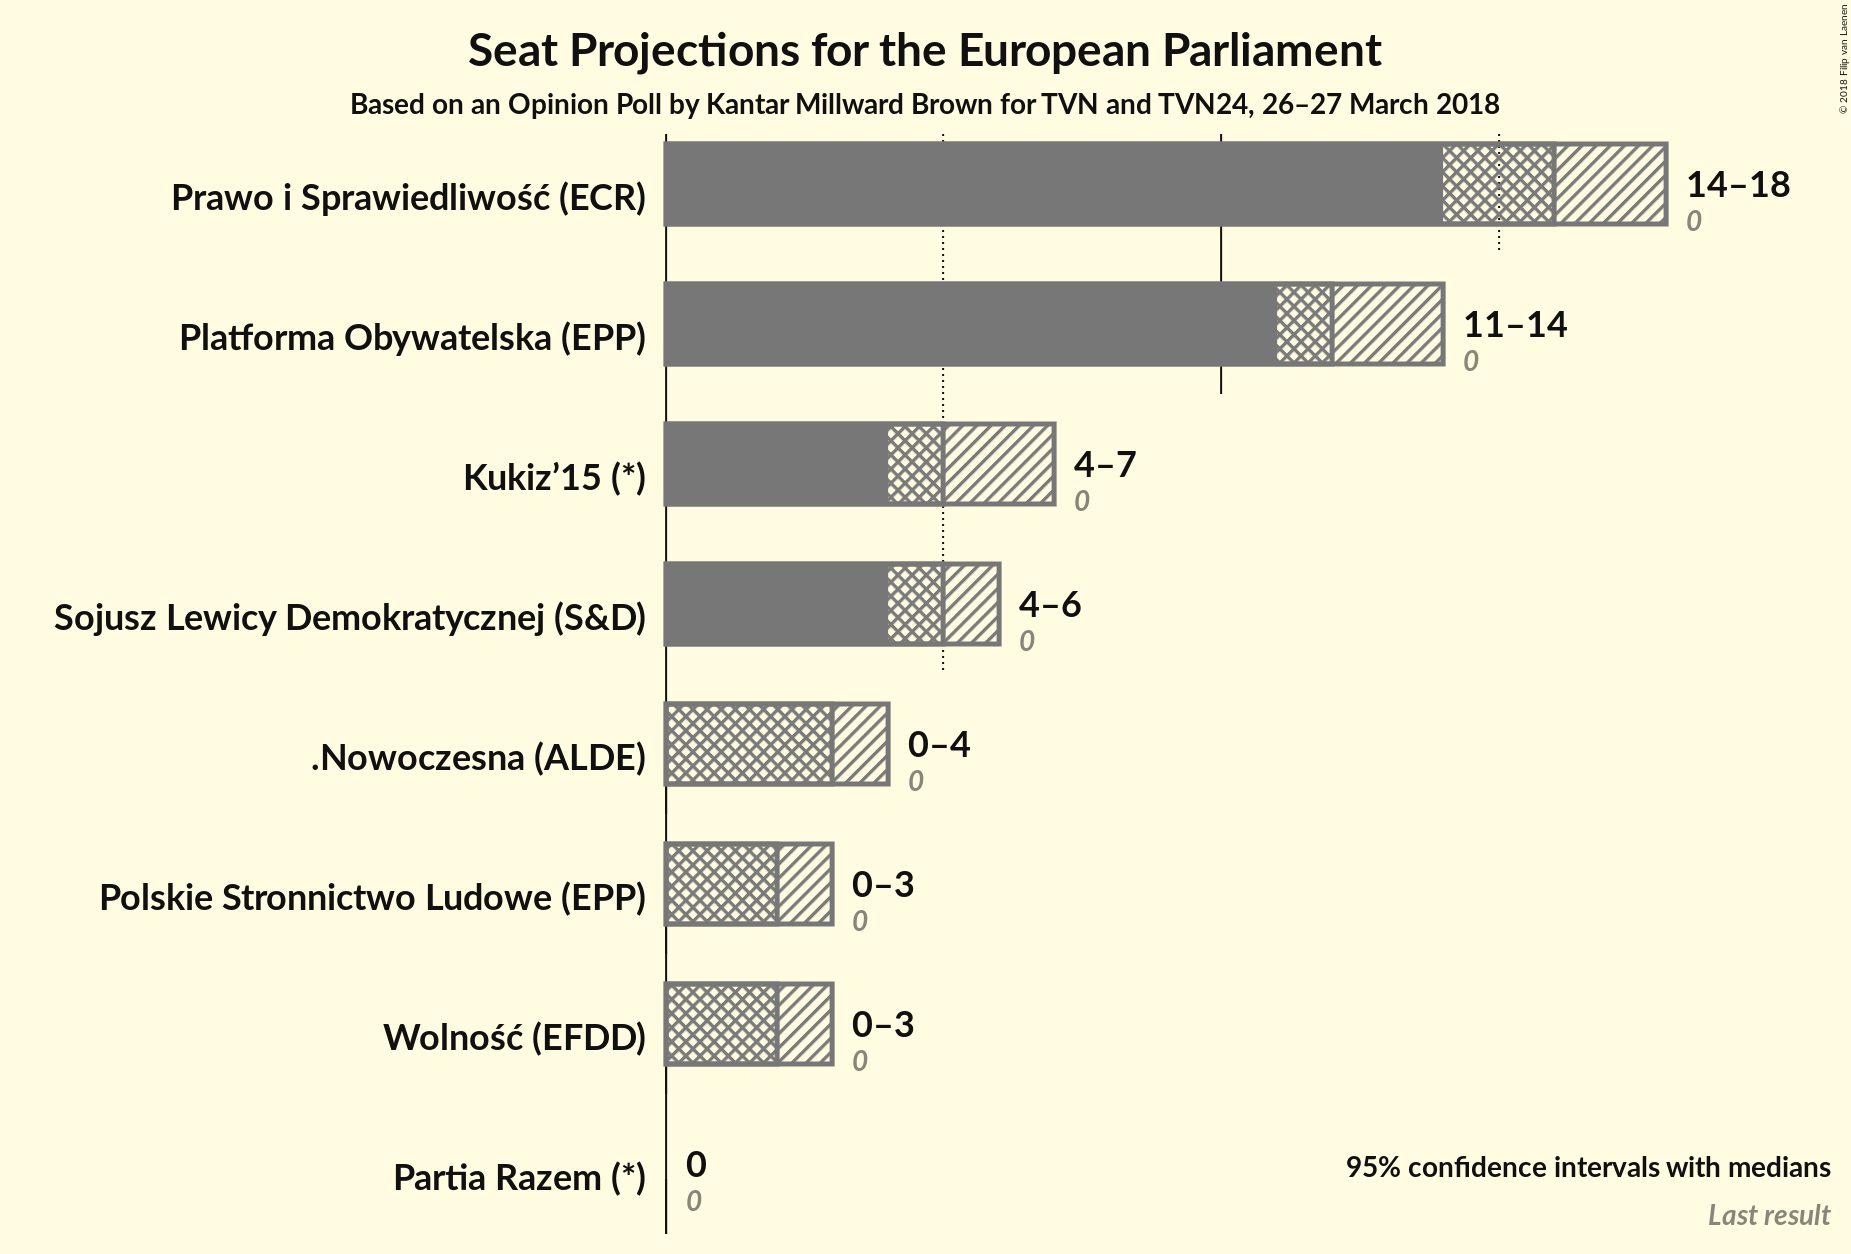 Seat Projections for the European Parliament
Based on an Opinion Poll by Kantar Millward Brown for TVN and TVN24, 26–27 March 2018
© 2018 Filip van Laenen
Prawo i Sprawiedliwość (ECR)
14–18
0
Platforma Obywatelska (EPP)
11–14
0
Kukiz’15 (*)
4–7
0
Sojusz Lewicy Demokratycznej (S&D)
4–6
0
.Nowoczesna (ALDE)
0–4
0
Polskie Stronnictwo Ludowe (EPP)
0–3
0
Wolność (EFDD)
0–3
0
Partia Razem (*)
0
0
95% confidence intervals with medians
Last result